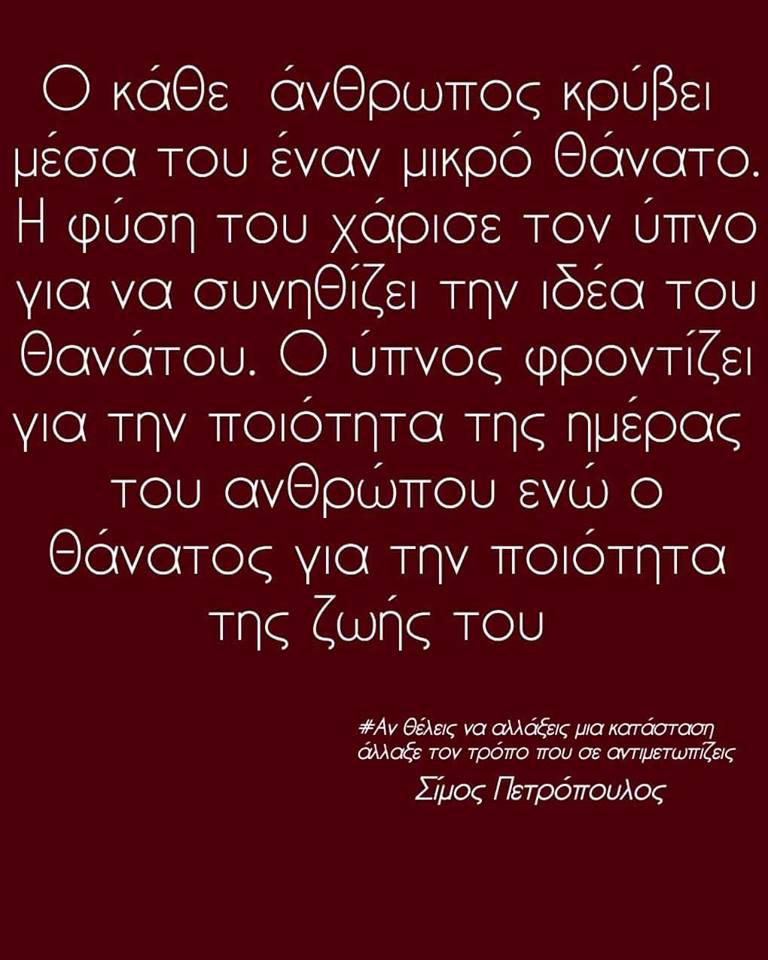 Ο κάθε άνθρωπος κρύβει
μέσα του έναν μικρό θάνατο.
Η φύση του χάρισε τον ύπνο
για να συνηθίζει την ιδέα του
θανάτου. Ο ύπνος φροντίζει
για την ποιότητα της ημέρας
του ανθρώπου ενώ ο
θάνατος για την ποιότητα
της ζωής του
#Αν θέλεις να αλλάξεις μια κατάσταση
άλλαξε τον τρόπο που σε αντιμετωπίζεις
Σίμος Πετρόπουλος